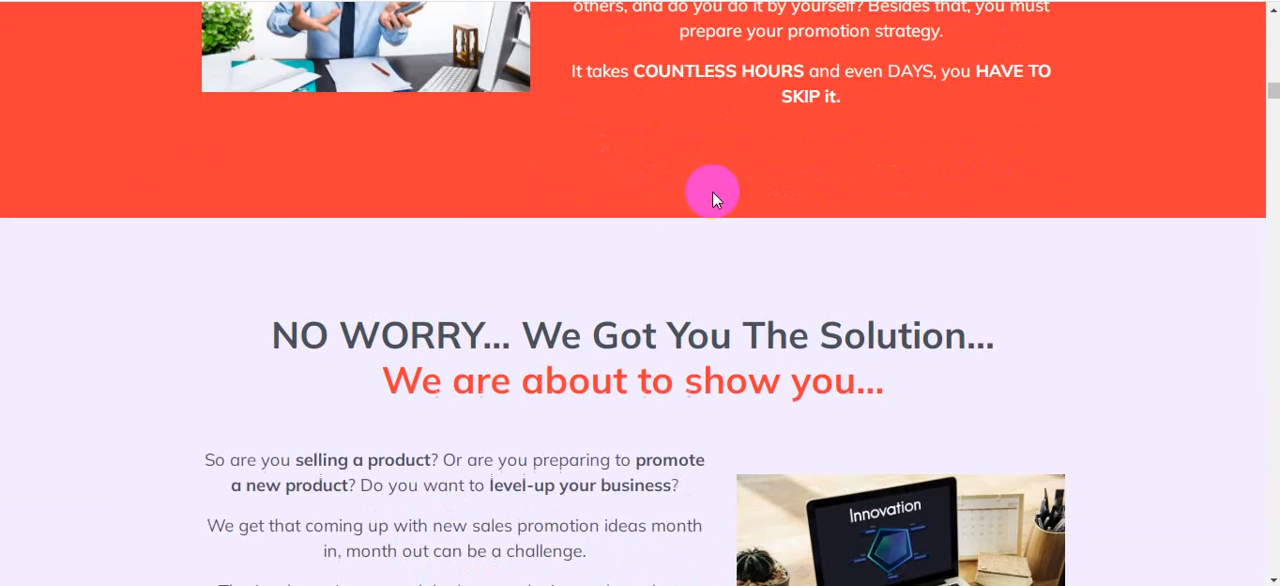 others, and do you do it by yourself? Besides that, you must
prepare your promotion strategy.
It takes COUNTLESS HOURS and even DAYS, you HAVE TO
SKIP it.
NO WORRY... We Got You The Solution...
We are about to show you...
So are you selling a product? Or are you preparing to promote
a new product? Do you want to level-up your business?
We get that coming up with new sales promotion ideas month
in, month out can be a challenge.
Innovation